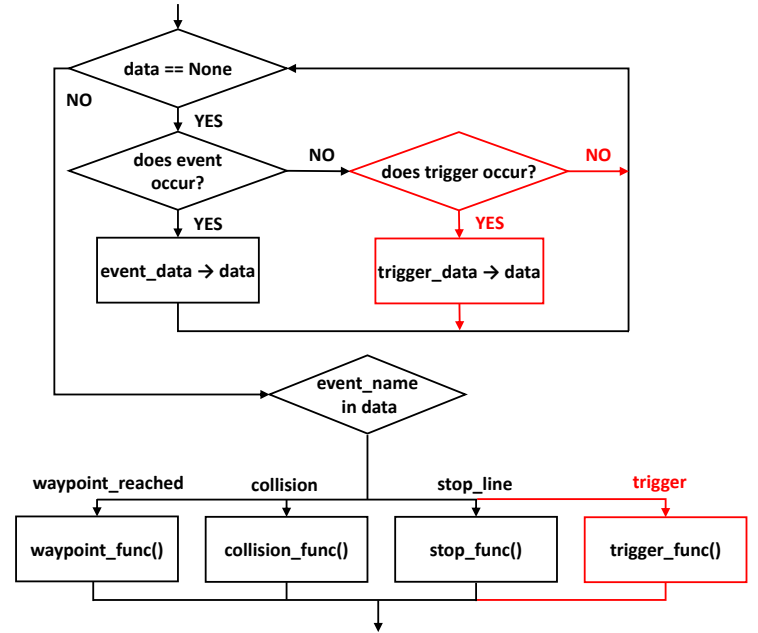 data == None
NO
YES
does event
occur?
NO
does trigger occur?
NO
YES
YES
event_data → data
trigger_data → data
event_name
in data
waypoint_reached
collision
stop_line
trigger
waypoint_func()
collision_func()
stop_func()
trigger_func()